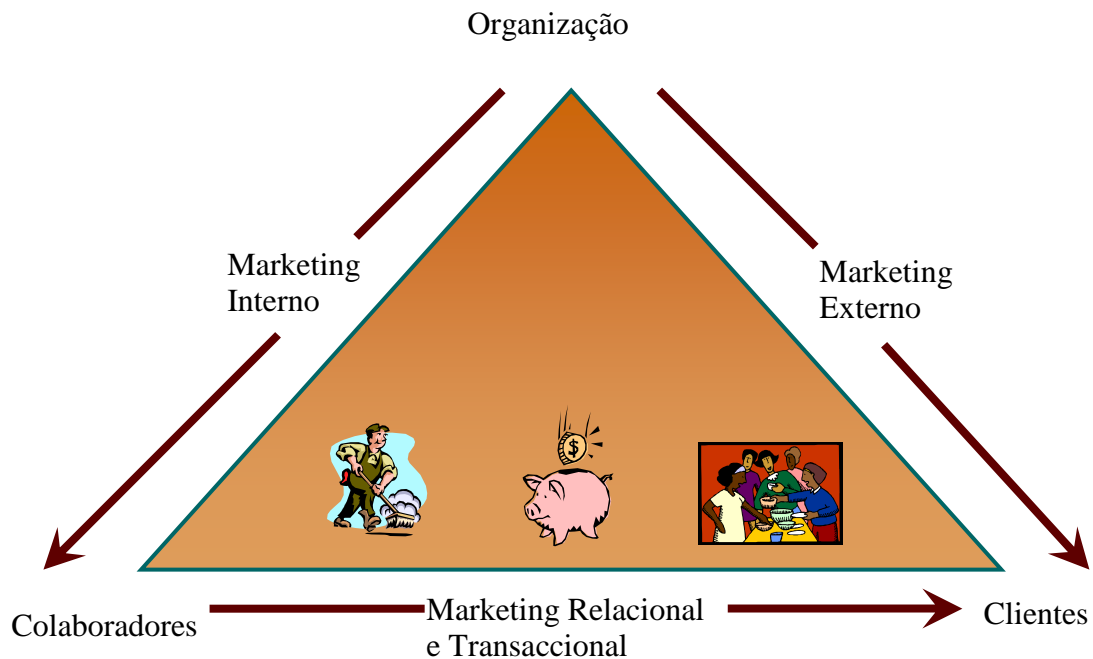 Organização
Marketing
Interno
Marketing
Externo
$
Colaboradores
Marketing Relacional
e Transaccional
Clientes